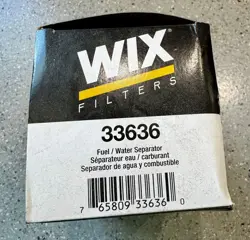 WIX
FILTERS
33636
Fuel / Water Separator
Séparateur eau / carburant
Separador de agua y combustible
7 65809 33636 0